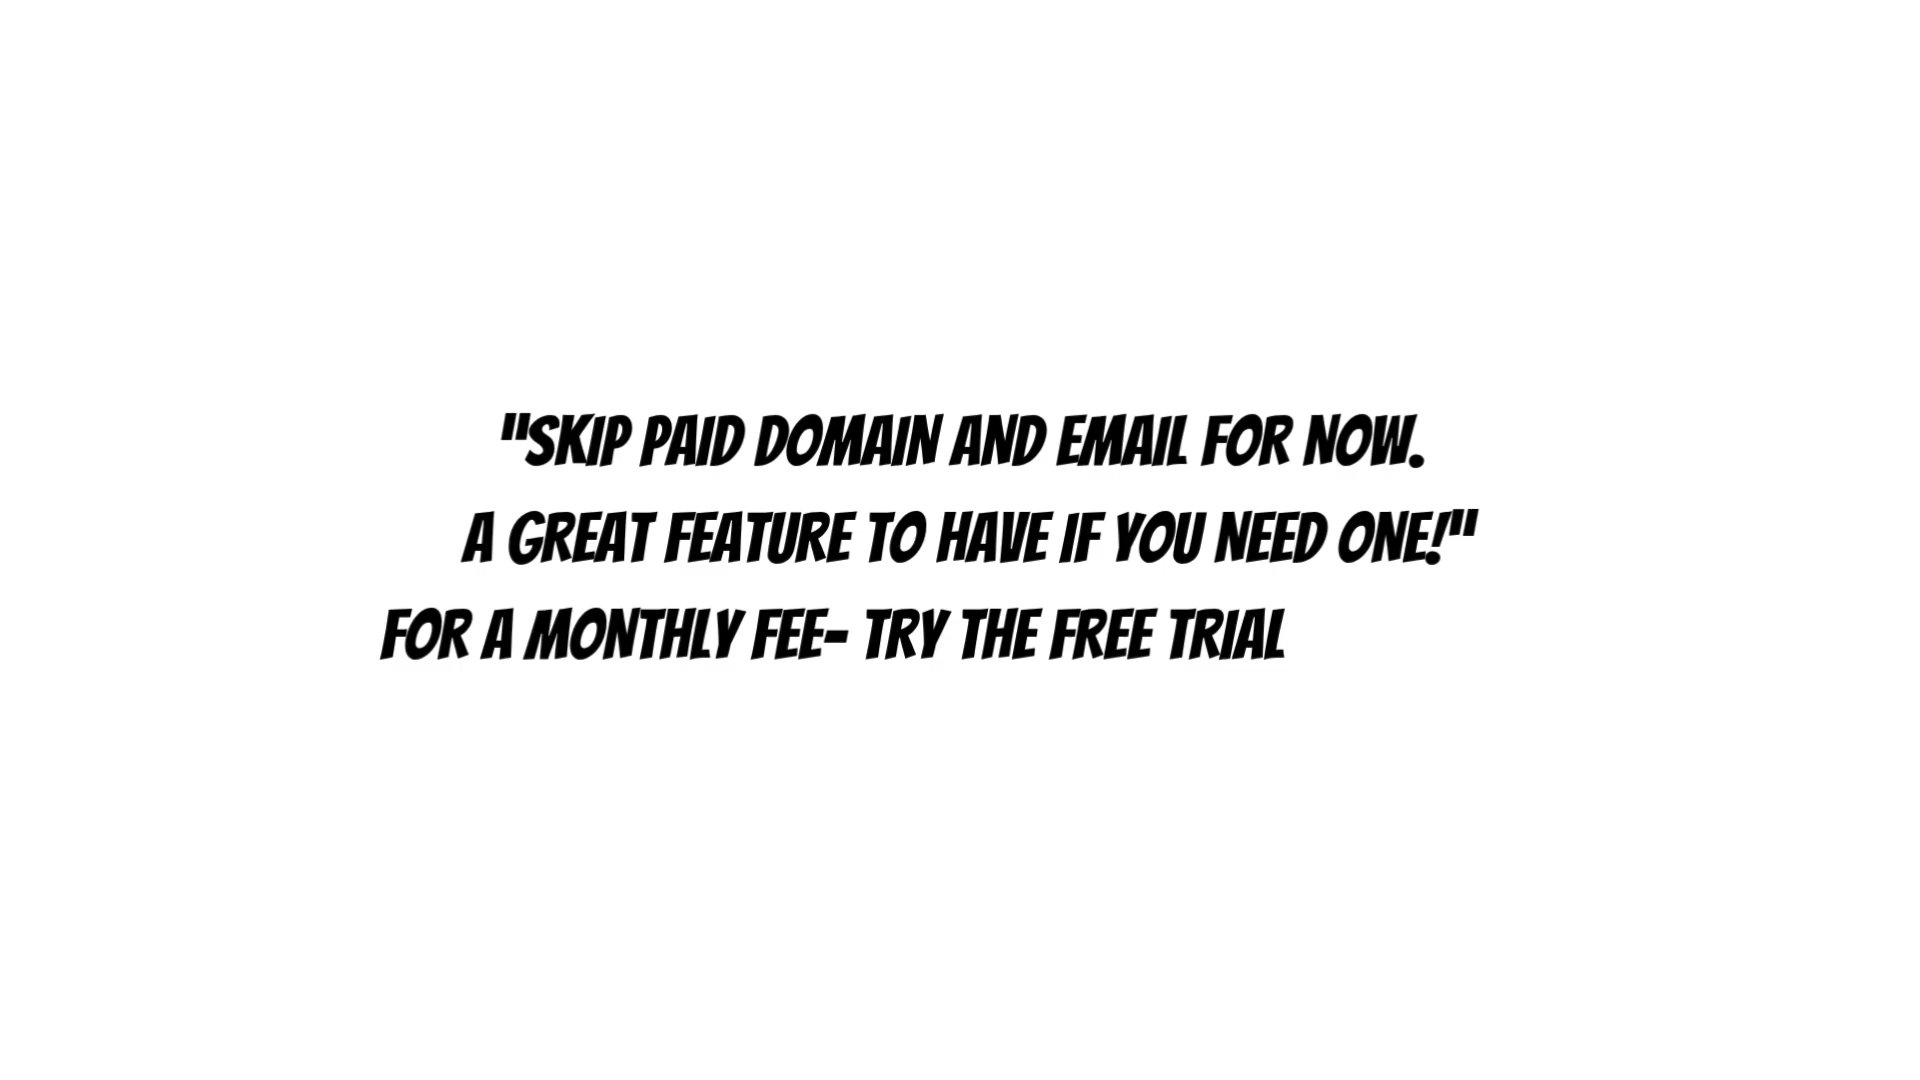 "SKIP PAID DOMAIN AND EMAIL FOR NOW.
A GREAT FEATURE TO HAVE IF YOU NEED ONE!"
FOR A MONTHLY FEE- TRY THE FREE TRIAL